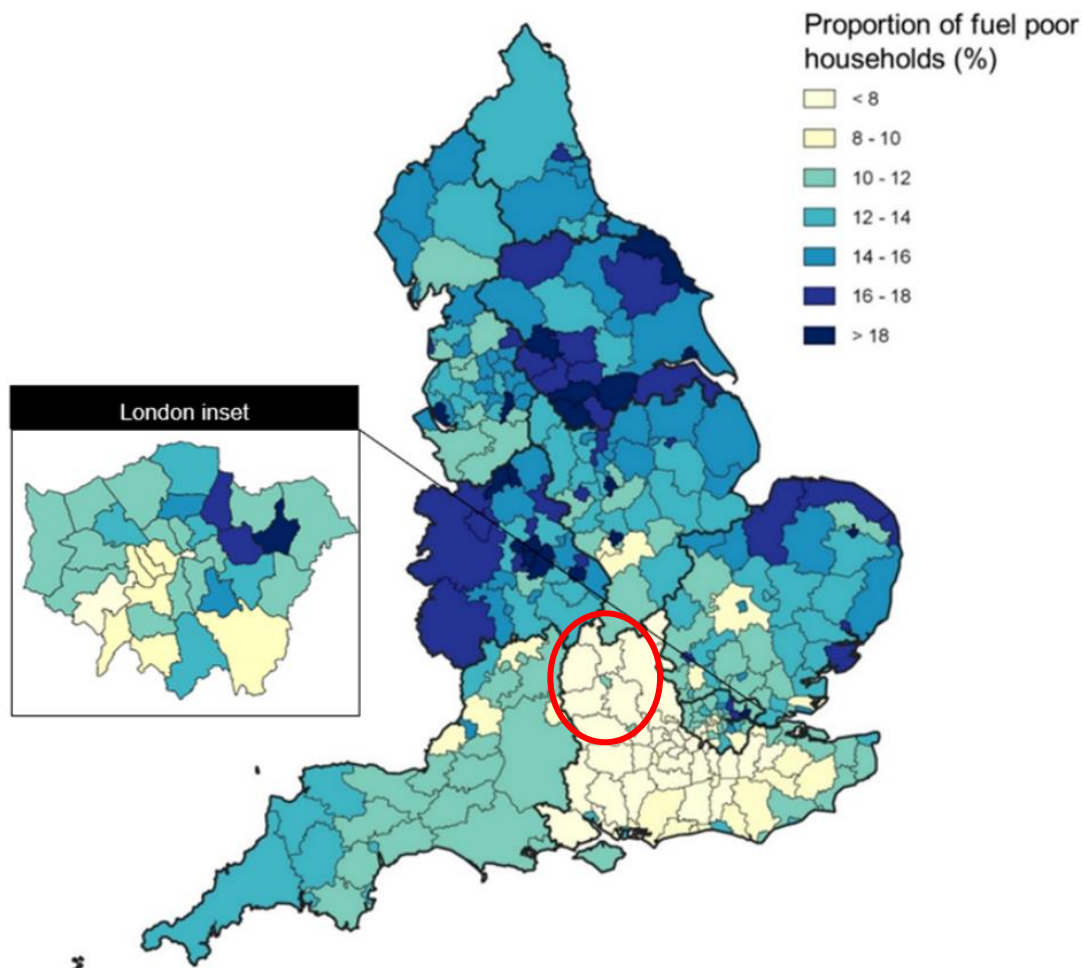 Proportion of fuel poor
households (%)
< 8
8 - 10
10 - 12
12 - 14
14 - 16
16 - 18
> 18
London inset